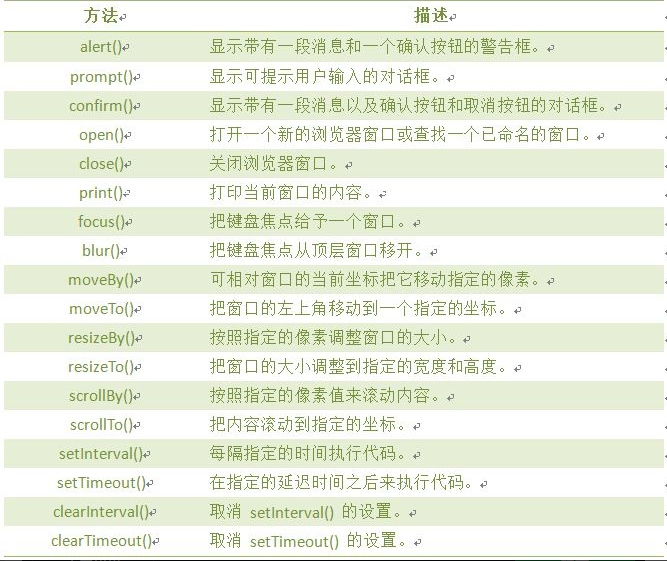 方法 描述
alert() 显示带有一段消息和一个确认按钮的警告框。
prompt() 显示可提示用户输入的对话框。
confirm() 显示带有一段消息以及确认按钮和取消按钮的对话框。
open() 打开一个新的浏览器窗口或查找一个已命名的窗口。
close() 关闭浏览器窗口。
print() 打印当前窗口的内容。
focus() 把键盘焦点给予一个窗口。
blur() 把键盘焦点从顶层窗口移开。
moveBy() 可相对窗口的当前坐标把它移动指定的像素。
moveTo() 把窗口的左上角移动到一个指定的坐标。
resizeBy() 按照指定的像素调整窗口的大小。
resizeTo() 把窗口的大小调整到指定的宽度和高度。
scrollBy() 按照指定的像素值来滚动内容。
scrollTo() 把内容滚动到指定的坐标。
setInterval() 每隔指定的时间执行代码。
setTimeout() 在指定的延迟时间之后来执行代码。
clearInterval() 取消 setInterval() 的设置。
clearTimeout() 取消 setTimeout() 的设置。